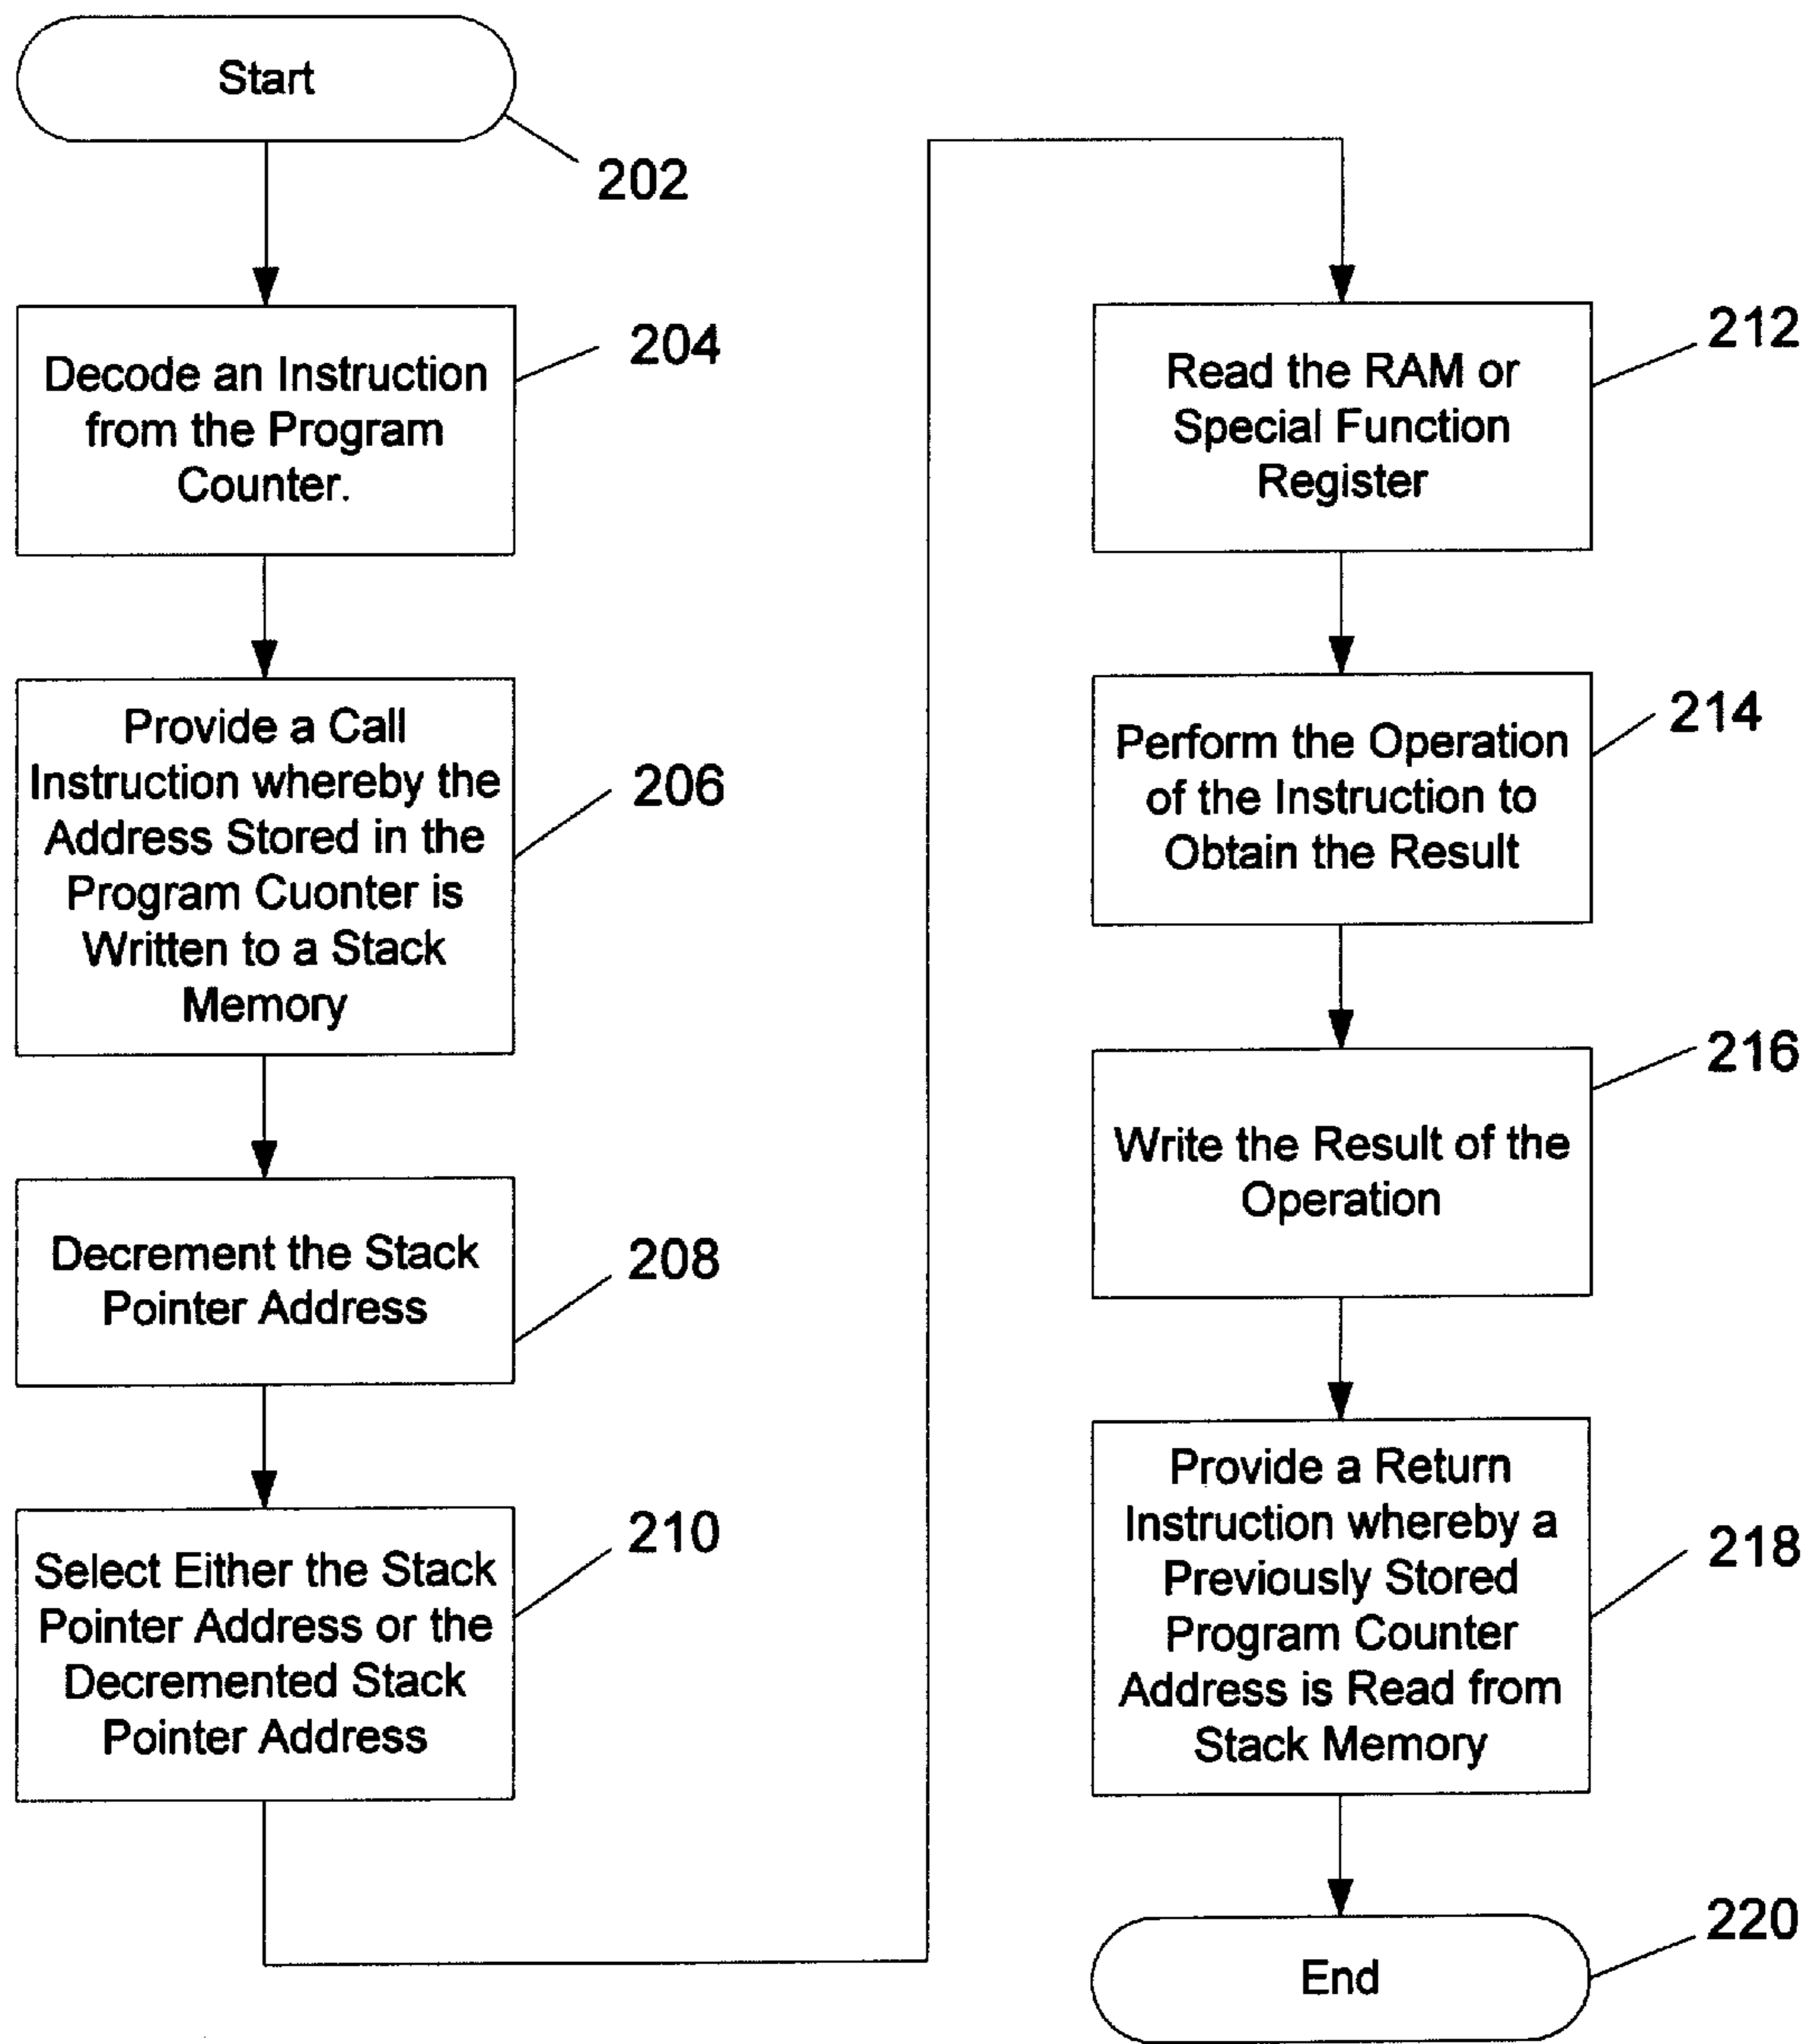 Start
202
Decode an Instruction
from the Program
Counter.
204
Provide a Call
Instruction whereby the
Address Stored in the
Program Cuonter is
Written to a Stack
Memory
206
Decrement the Stack
Pointer Address
208
Select Either the Stack
Pointer Address or the
Decremented Stack
Pointer Address
210
Read the RAM or
Special Function
Register
212
Perform the Operation
of the Instruction to
Obtain the Result
214
Write the Result of the
Operation
216
Provide a Return
Instruction whereby a
Previously Stored
Program Counter
Address is Read from
Stack Memory
218
End
220